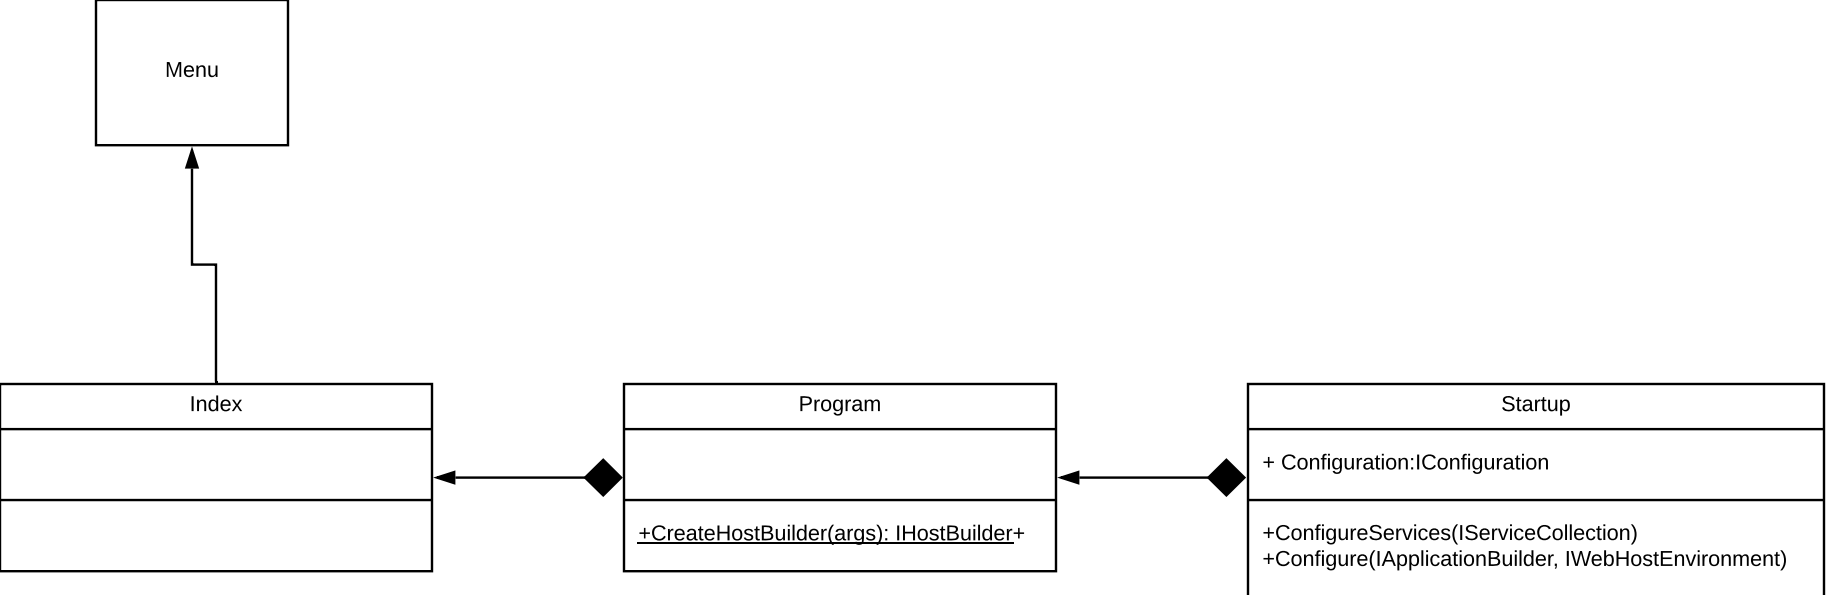 Menu
Index
Program
+CreateHostBuilder(args): IHostBuilder+
Startup
+ Configuration:IConfiguration
+ConfigureServices(IServiceCollection)
+Configure(IApplicationBuilder, IWebHostEnvironment)